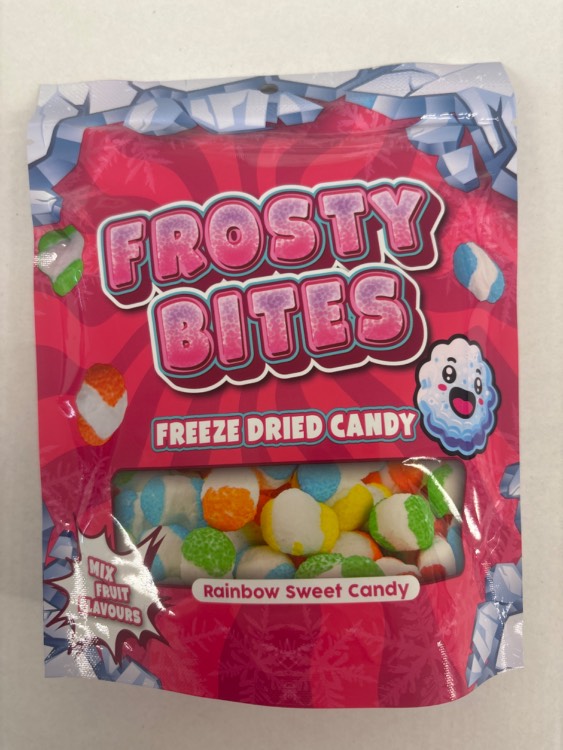 FROSTY
BITES
FREEZE DRIED CANDY
MIX
FRUIT
FLAVOURS
Rainbow Sweet Candy